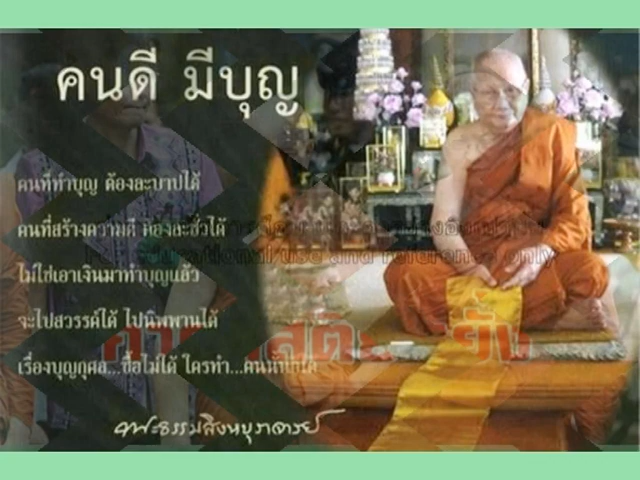 คนดี มีบุญ
คนที่ทำบุญ ต้องละบาปได้
คนที่สร้างความดี ต้องละชั่วได้
For educational use and reference only
ไม่ใช่เอาเงินมาทำบุญแล้ว
จะไปสวรรค์ได้ ไปนิพพานได้
เรื่องบุญกุศล...ซื้อไม่ได้ ใครทำ...คนนั้นได้
พระธรรมสิงหบุราจารย์